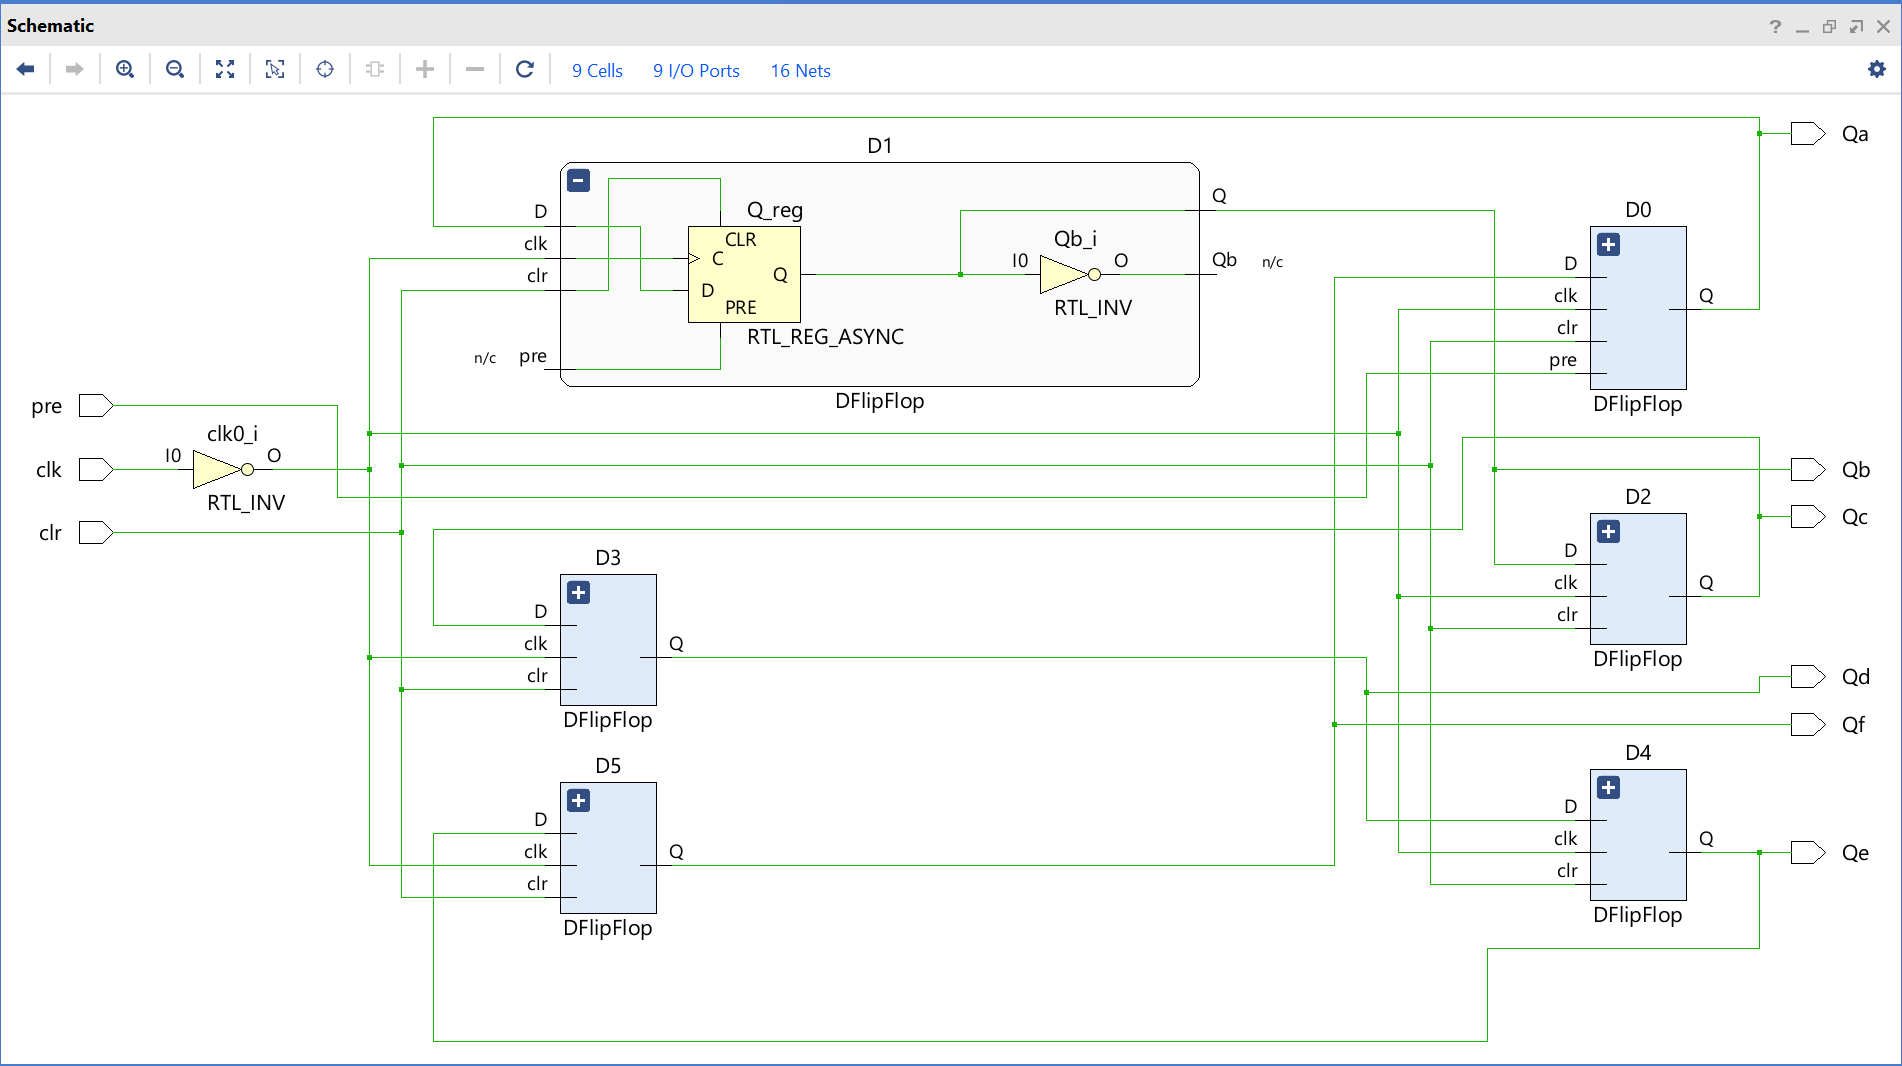 Schematic
9 Cells 9 I/O Ports 16 Nets
Qa
D1
Q
D
Q_reg
D0
clk
CLR
Qb_i
C
I0
O
Qb
n/c
clr
Q
D
D
clk
Q
PRE
RTL_INV
clr
RTL_REG_ASYNC
n/c
pre
pre
DFlipFlop
DFlipFlop
pre
clk0_i
I0
O
clk
Qb
RTL_INV
D2
Qc
clr
D
D3
clk
Q
D
clr
clk
Q
DFlipFlop
clr
Qd
DFlipFlop
Qf
D5
D4
D
D
clk
Q
clk
Q
Qe
clr
clr
DFlipFlop
DFlipFlop